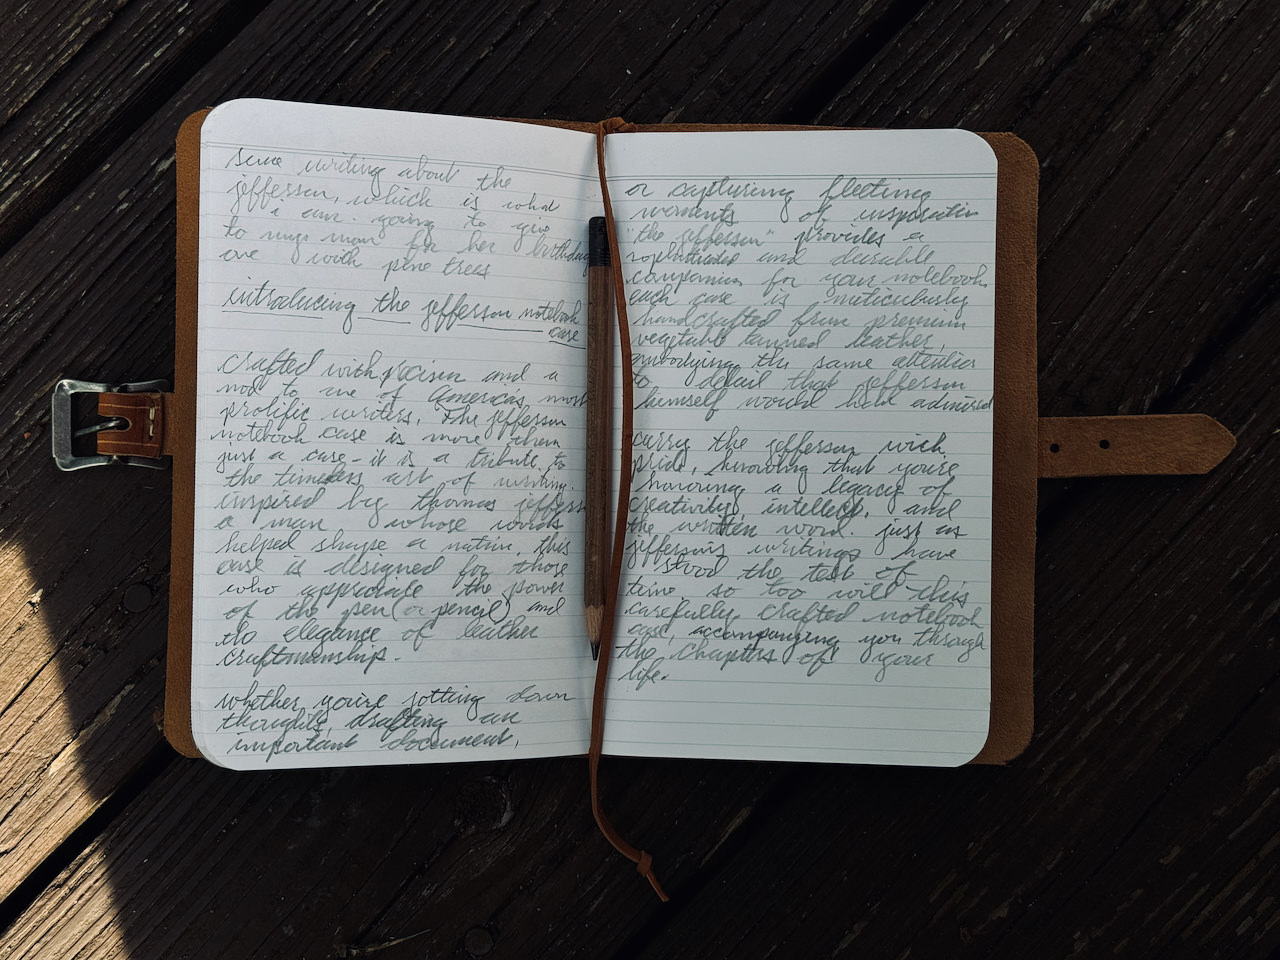 some writing about the
jefferson, which is what
i am going to give
to my mom for her birthday
one with pine trees
introducing the jefferson notebook
case
crafted with precision and a
nod to one of America's most
prolific writers. The jefferson
notebook case is more than
just a case - it is a tribute to
the timeless art of writing.
inspired by thomas jefferson
a man whose words
helped shape a nation, this
case is designed for those
who appreciate the power
of the pen (or pencil) and
the elegance of leather
craftmanship.
whether you're jotting down
thoughts, drafting an
important document,
or capturing fleeting
moments of inspiration
"the jefferson" provides a
sophisticated and durable
companion for your notebook.
each case is meticulously
handcrafted from premium
vegetable tanned leather,
embodying the same attention
to detail that jefferson
himself would have admired
carry the jefferson with
pride, knowing that you're
honoring a legacy of
creativity, intellect, and
the written word. just as
jefferson's writings have
stood the test of
time, so too will this
carefully crafted notebook
case, accompanying you through
the chapters of your
life.